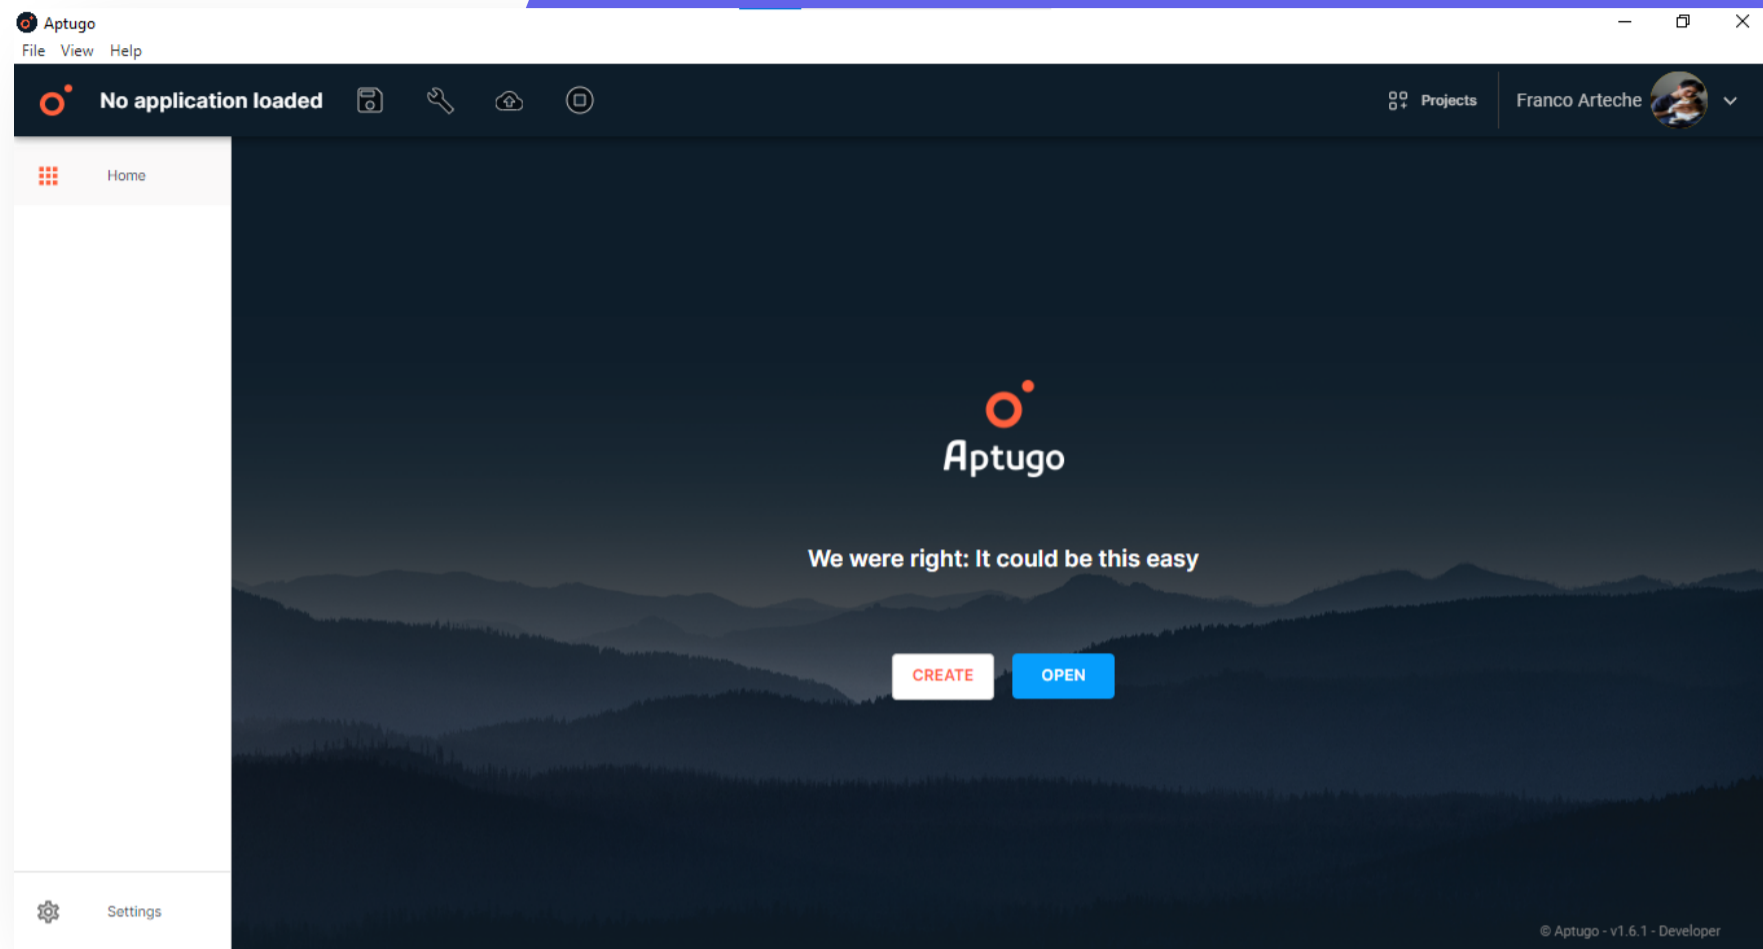 Aptugo
File View Help
No application loaded
Projects
Franco Arteche
Home
Aptugo
We were right: It could be this easy
CREATE
OPEN
Settings
© Aptugo - v1.6.1 - Developer